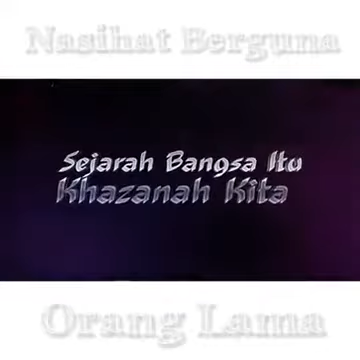 Nasihat Berguna
Sejarah Bangsa Itu
Khazanah Kita
Orang Lama